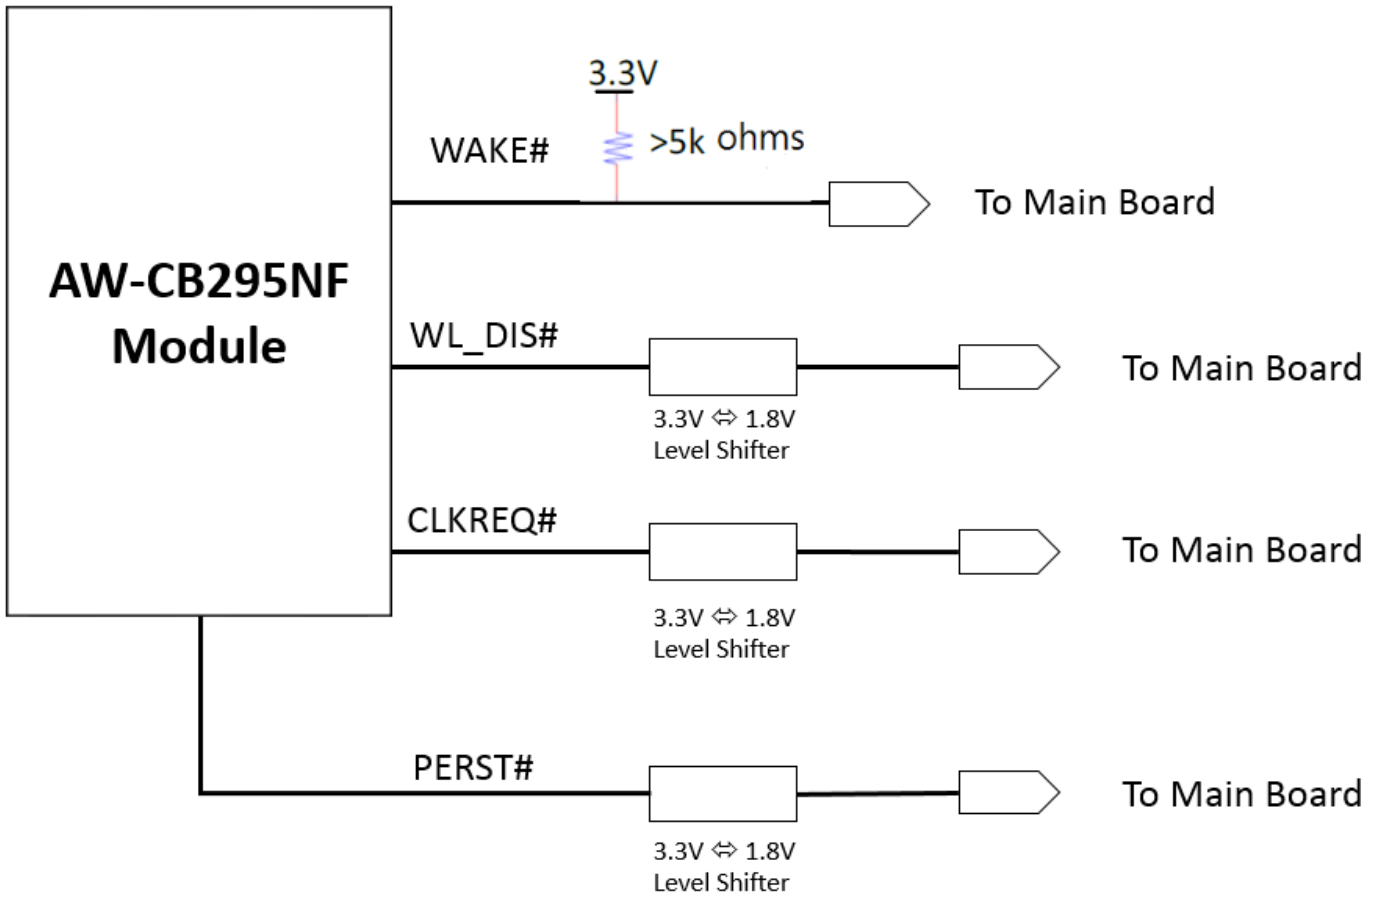 3.3V
>5k ohms
WAKE#
To Main Board
AW-CB295NF
Module
WL_DIS#
To Main Board
3.3V ⬄ 1.8V
Level Shifter
CLKREQ#
To Main Board
3.3V ⬄ 1.8V
Level Shifter
PERST#
To Main Board
3.3V ⬄ 1.8V
Level Shifter